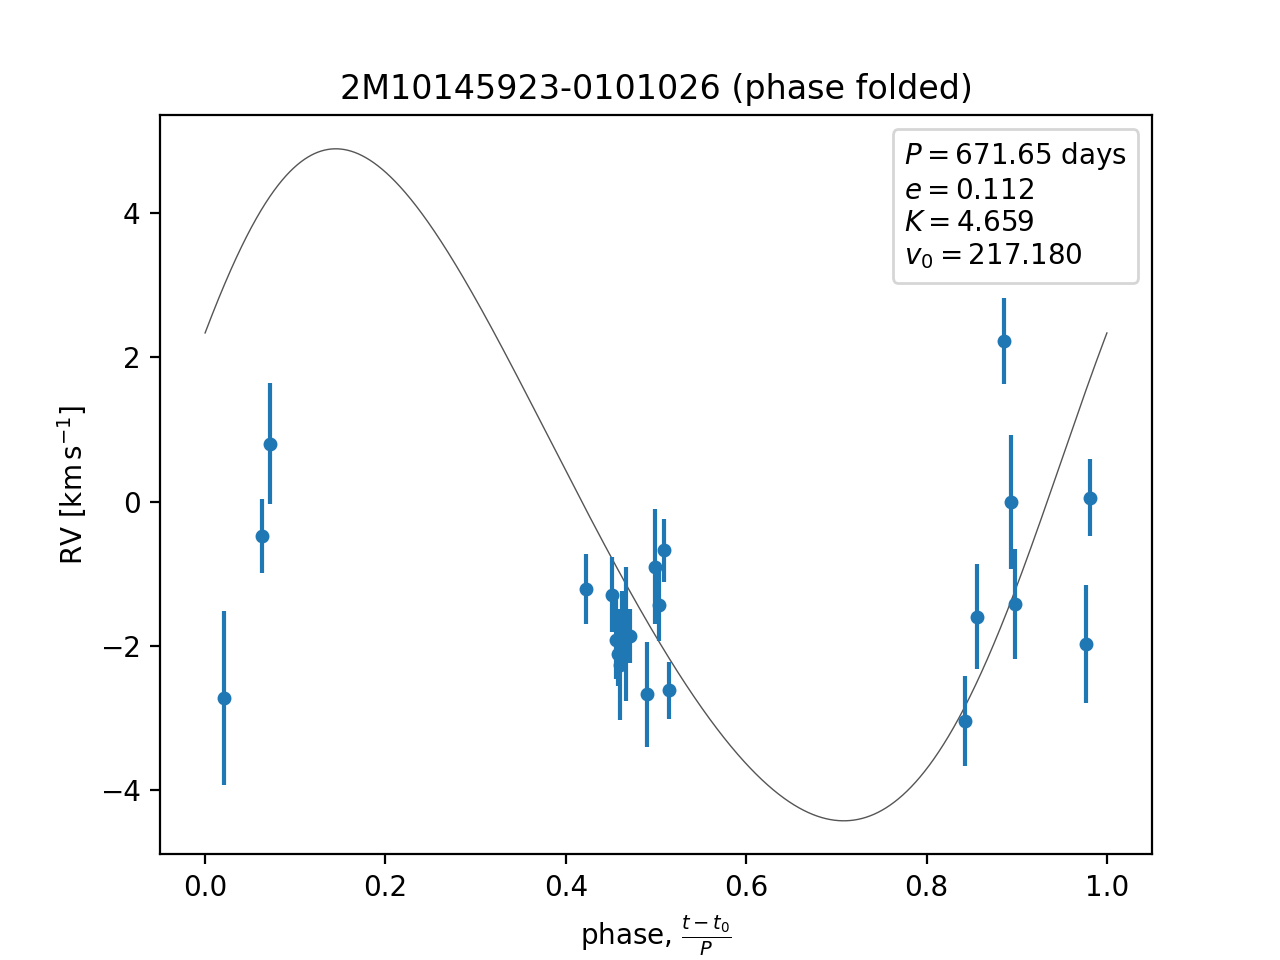 2M10145923-0101026 (phase folded)
P = 671.65 days
e = 0.112
K = 4.659
v₀ = 217.180
RV [km s⁻¹]
4
2
0
−2
−4
0.0 0.2 0.4 0.6 0.8 1.0
phase, (t − t₀)/P